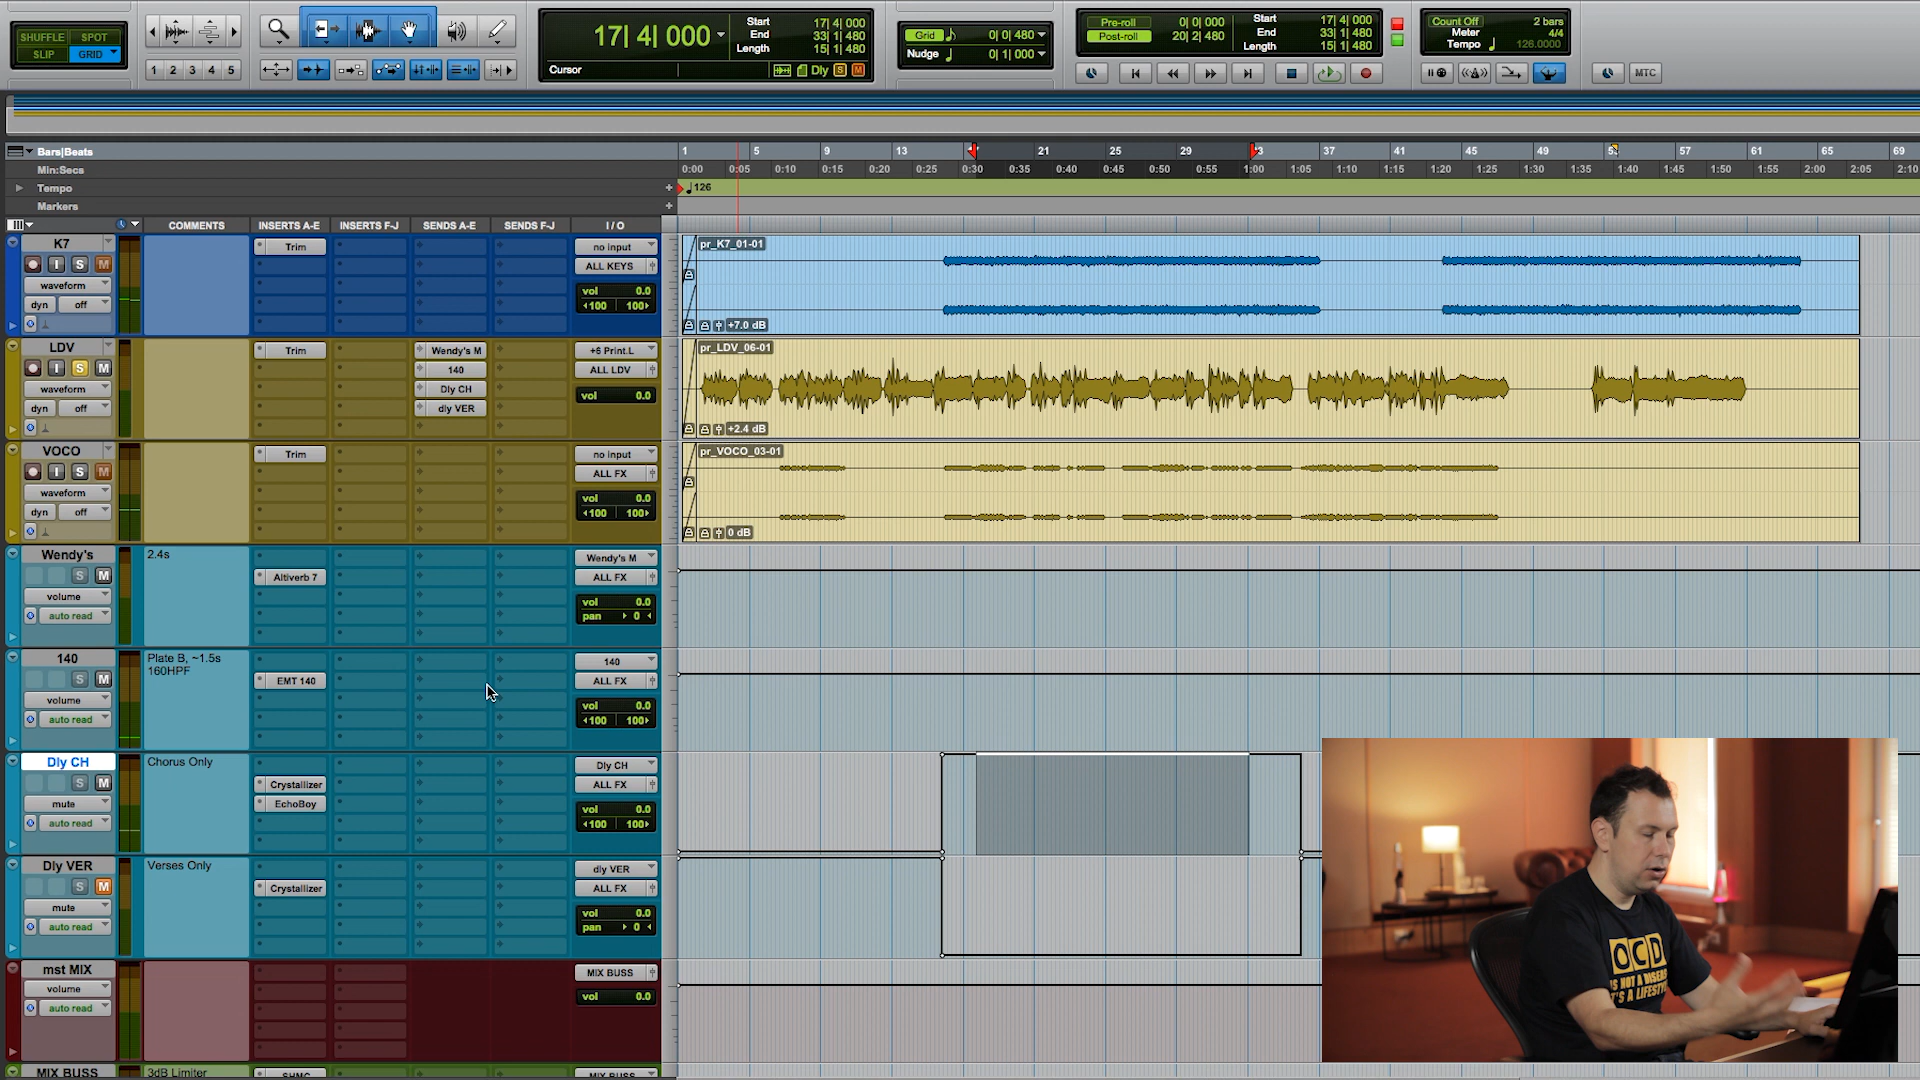 SHUFFLE SPOT
SLIP GRID
1 2 3 4 5
17| 4| 000
Start 17| 4| 000
End 33| 1| 480
Length 15| 1| 480
Cursor
Dly S M
Grid 0| 0| 480
Nudge 0| 1| 000
Pre-roll 0| 0| 000
Post-roll 20| 2| 480
Start 17| 4| 000
End 33| 1| 480
Length 15| 1| 480
Count Off 2 bars
Meter 4/4
Tempo 126.0000
MTC
Bars|Beats
1 5 9 13 21 25 29 37 41 45 49 57 61 65 69
Min:Secs
0:00 0:05 0:10 0:15 0:20 0:25 0:30 0:35 0:40 0:45 0:50 0:55 1:00 1:05 1:10 1:15 1:20 1:25 1:30 1:35 1:40 1:45 1:50 1:55 2:00 2:05 2:10
Tempo
126
Markers
COMMENTS INSERTS A-E INSERTS F-J SENDS A-E SENDS F-J I / O
K7
I S M
waveform
dyn off
Trim
no input
ALL KEYS
vol 0.0
100 100
pr_K7_01-01
+7.0 dB
LDV
I S M
waveform
dyn off
Trim
Wendy's M
140
Dly CH
dly VER
+6 Print.L
ALL LDV
vol 0.0
pr_LDV_06-01
+2.4 dB
VOCO
I S M
waveform
dyn off
Trim
no input
ALL FX
vol 0.0
100 100
pr_VOCO_03-01
0 dB
Wendy's
S M
volume
auto read
2.4s
Altiverb 7
Wendy's M
ALL FX
vol 0.0
pan 0
140
S M
volume
auto read
Plate B, ~1.5s
160HPF
EMT 140
140
ALL FX
vol 0.0
100 100
Dly CH
S M
mute
auto read
Chorus Only
Crystallizer
EchoBoy
Dly CH
ALL FX
vol 0.0
100 100
Dly VER
S M
mute
auto read
Verses Only
Crystallizer
dly VER
ALL FX
vol 0.0
pan 0
mst MIX
volume
auto read
MIX BUSS
vol 0.0
MIX BUSS
3dB Limiter
SHMC
MIX BUSS
OCD
IS NOT A DISEASE
IT'S A LIFESTYLE